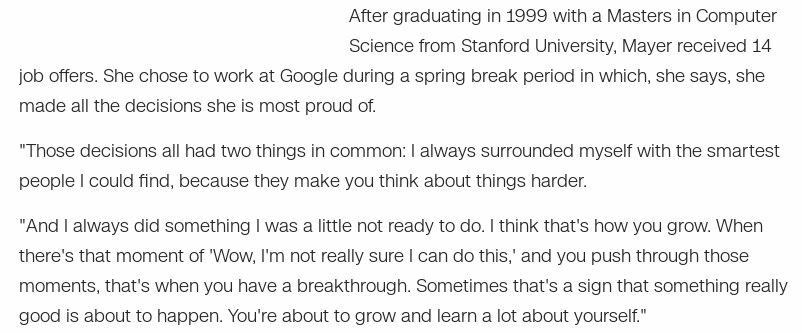 After graduating in 1999 with a Masters in Computer
Science from Stanford University, Mayer received 14
job offers. She chose to work at Google during a spring break period in which, she says, she
made all the decisions she is most proud of.
"Those decisions all had two things in common: I always surrounded myself with the smartest
people I could find, because they make you think about things harder.
"And I always did something I was a little not ready to do. I think that's how you grow. When
there's that moment of 'Wow, I'm not really sure I can do this,' and you push through those
moments, that's when you have a breakthrough. Sometimes that's a sign that something really
good is about to happen. You're about to grow and learn a lot about yourself."